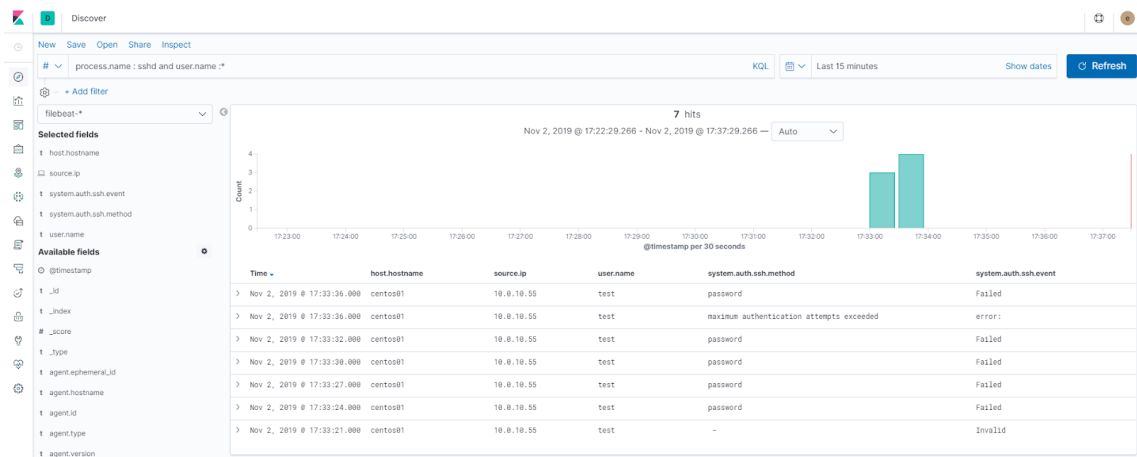 D Discover e
New Save Open Share Inspect
# process.name : sshd and user.name :* KQL Last 15 minutes Show dates Refresh
+ Add filter
filebeat-*
Selected fields
t host.hostname
source.ip
t system.auth.ssh.event
t system.auth.ssh.method
t user.name
Available fields
@timestamp
t _id
t _index
# _score
t _type
t agent.ephemeral_id
t agent.hostname
t agent.id
t agent.type
t agent.version
7 hits
Nov 2, 2019 @ 17:22:29.266 - Nov 2, 2019 @ 17:37:29.266 — Auto
Count
4
3
2
1
0
17:23:00 17:24:00 17:25:00 17:26:00 17:27:00 17:28:00 17:29:00 17:30:00 17:31:00 17:32:00 17:33:00 17:34:00 17:35:00 17:36:00 17:37:00
@timestamp per 30 seconds
Time host.hostname source.ip user.name system.auth.ssh.method system.auth.ssh.event
> Nov 2, 2019 @ 17:33:36.000 centos01 10.0.10.55 test password Failed
> Nov 2, 2019 @ 17:33:36.000 centos01 10.0.10.55 test maximum authentication attempts exceeded error:
> Nov 2, 2019 @ 17:33:32.000 centos01 10.0.10.55 test password Failed
> Nov 2, 2019 @ 17:33:30.000 centos01 10.0.10.55 test password Failed
> Nov 2, 2019 @ 17:33:27.000 centos01 10.0.10.55 test password Failed
> Nov 2, 2019 @ 17:33:24.000 centos01 10.0.10.55 test password Failed
> Nov 2, 2019 @ 17:33:21.000 centos01 10.0.10.55 test - Invalid